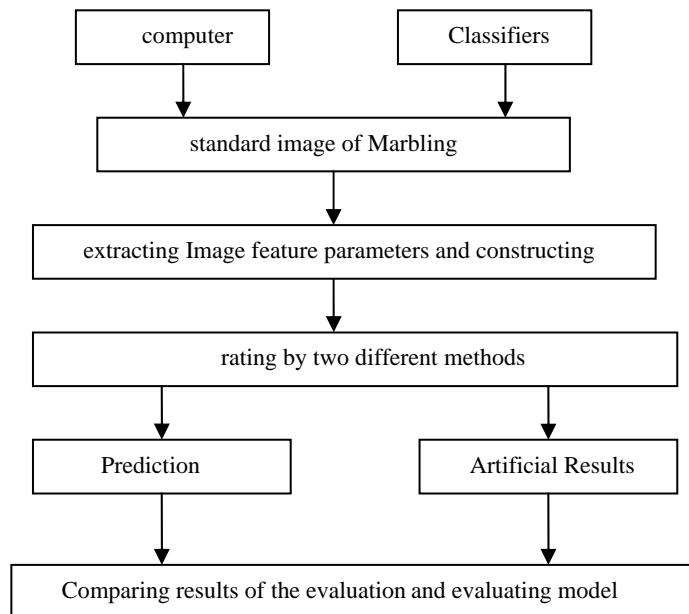 computer
Classifiers
standard image of Marbling
extracting Image feature parameters and constructing
rating by two different methods
Prediction
Artificial Results
Comparing results of the evaluation and evaluating model